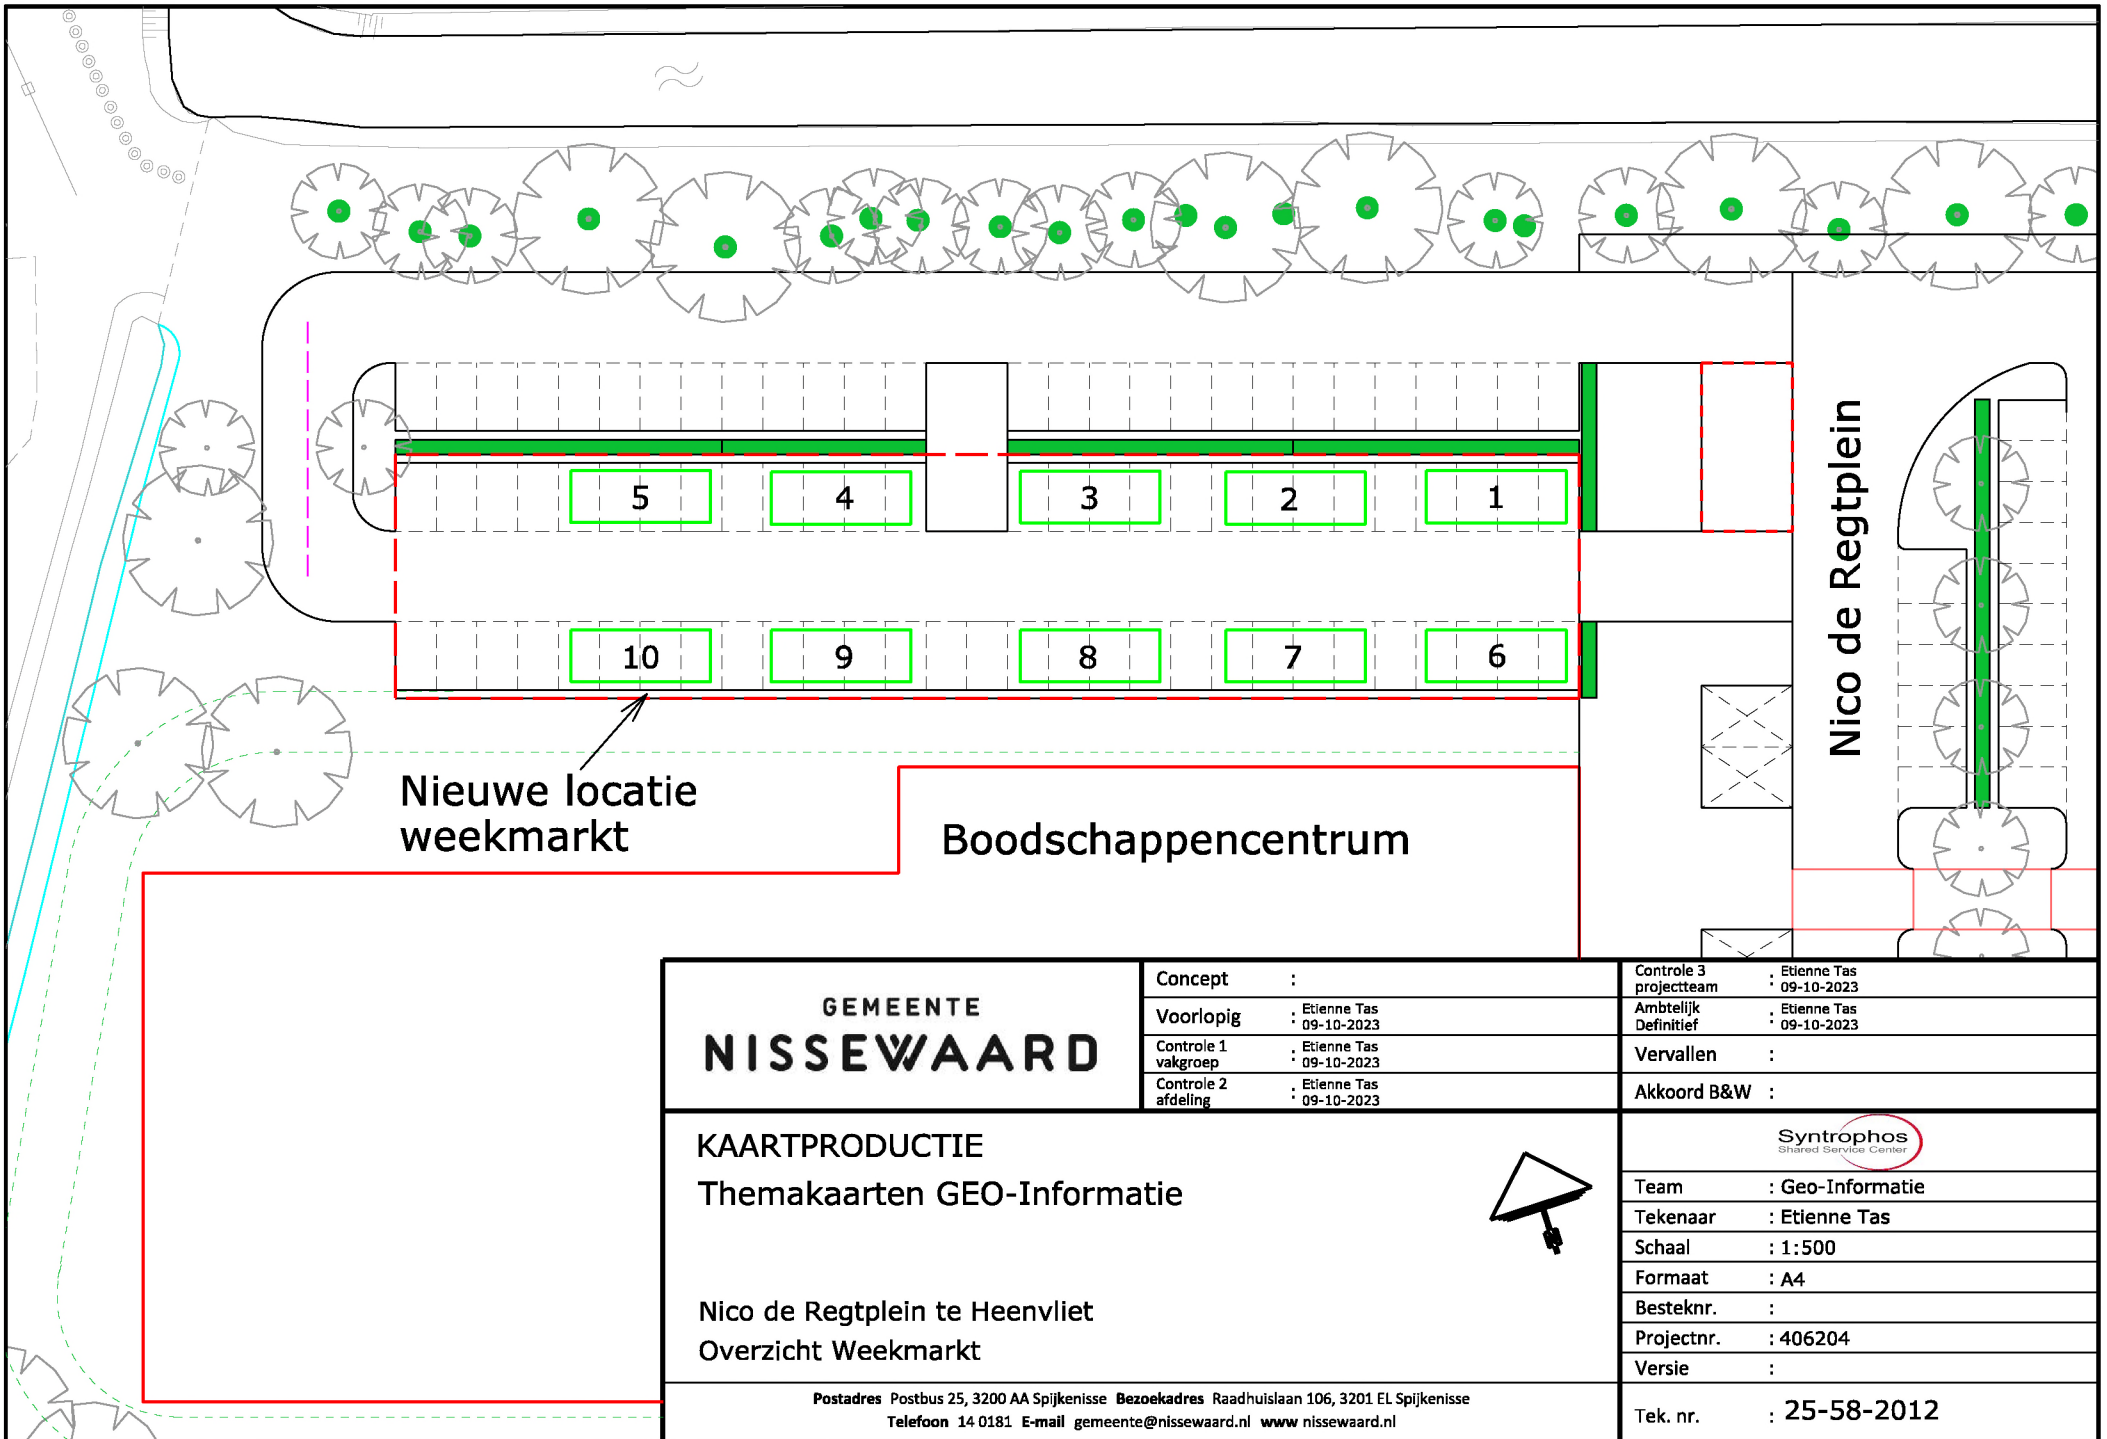 5
4
3
2
1
10
9
8
7
6
Nico de Regtplein
Nieuwe locatie
weekmarkt
Boodschappencentrum
GEMEENTE
NISSEWAARD
Concept :
Voorlopig : Etienne Tas
09-10-2023
Controle 1
vakgroep : Etienne Tas
09-10-2023
Controle 2
afdeling : Etienne Tas
09-10-2023
Controle 3
projectteam : Etienne Tas
09-10-2023
Ambtelijk
Definitief : Etienne Tas
09-10-2023
Vervallen :
Akkoord B&W :
KAARTPRODUCTIE
Themakaarten GEO-Informatie
Nico de Regtplein te Heenvliet
Overzicht Weekmarkt
Syntrophos
Shared Service Center
Team : Geo-Informatie
Tekenaar : Etienne Tas
Schaal : 1:500
Formaat : A4
Besteknr. :
Projectnr. : 406204
Versie :
Tek. nr. : 25-58-2012
Postadres Postbus 25, 3200 AA Spijkenisse Bezoekadres Raadhuislaan 106, 3201 EL Spijkenisse
Telefoon 14 0181 E-mail gemeente@nissewaard.nl www nissewaard.nl